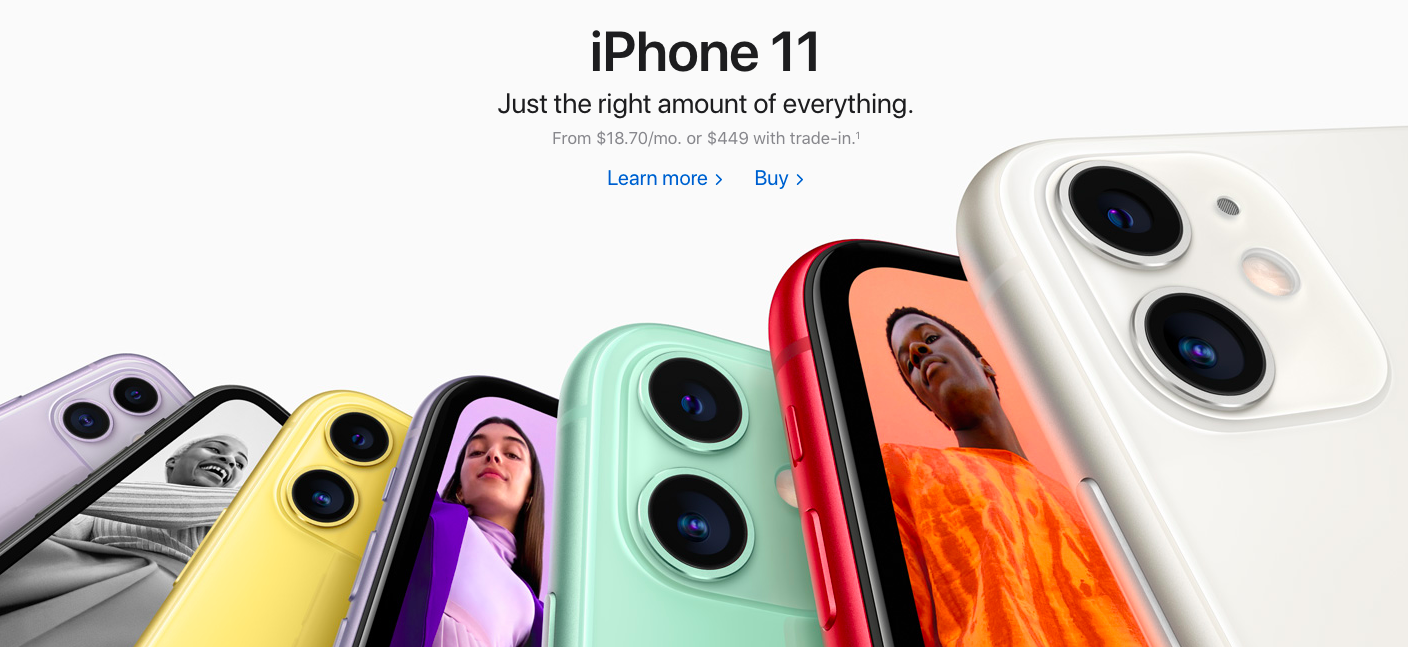 iPhone 11
Just the right amount of everything.
From $18.70/mo. or $449 with trade-in.¹
Learn more >
Buy >